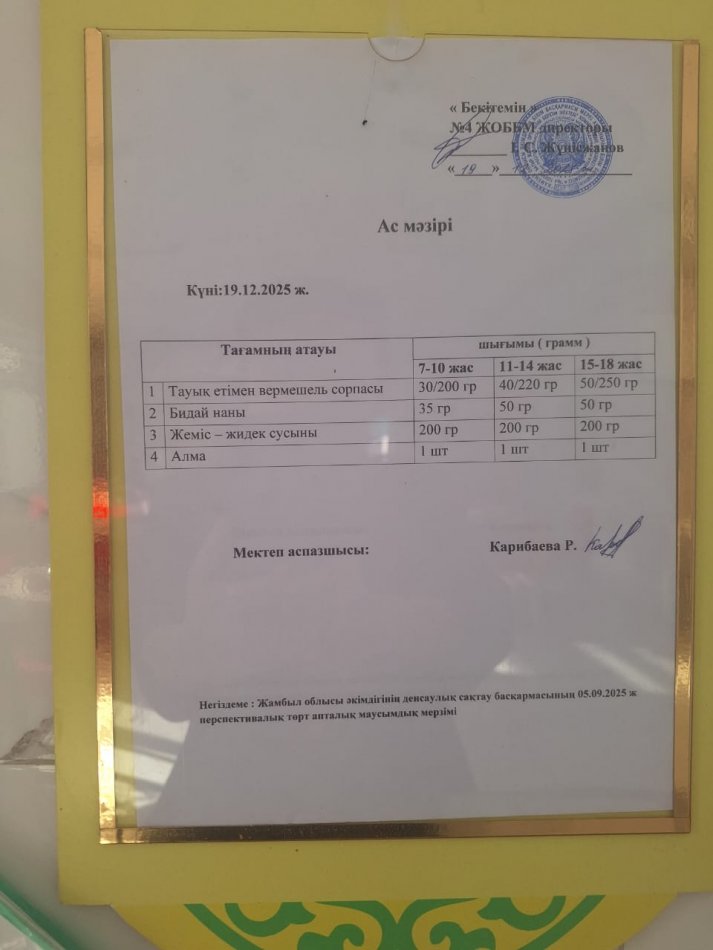 « Бекітемін »
№4 ЖОББМ директоры
Е.С. Жүнісжанов
« 19 »
Ас мәзірі
Күні:19.12.2025 ж.
Тағамның атауы шығымы ( грамм )
7-10 жас 11-14 жас 15-18 жас
1 Тауық етімен вермешель сорпасы 30/200 гр 40/220 гр 50/250 гр
2 Бидай наны 35 гр 50 гр 50 гр
3 Жеміс – жидек сусыны 200 гр 200 гр 200 гр
4 Алма 1 шт 1 шт 1 шт
Мектеп аспазшысы: Карибаева Р.
Негіздеме : Жамбыл облысы әкімдігінің денсаулық сақтау басқармасының 05.09.2025 ж
перспективалық төрт апталық маусымдық мерзімі